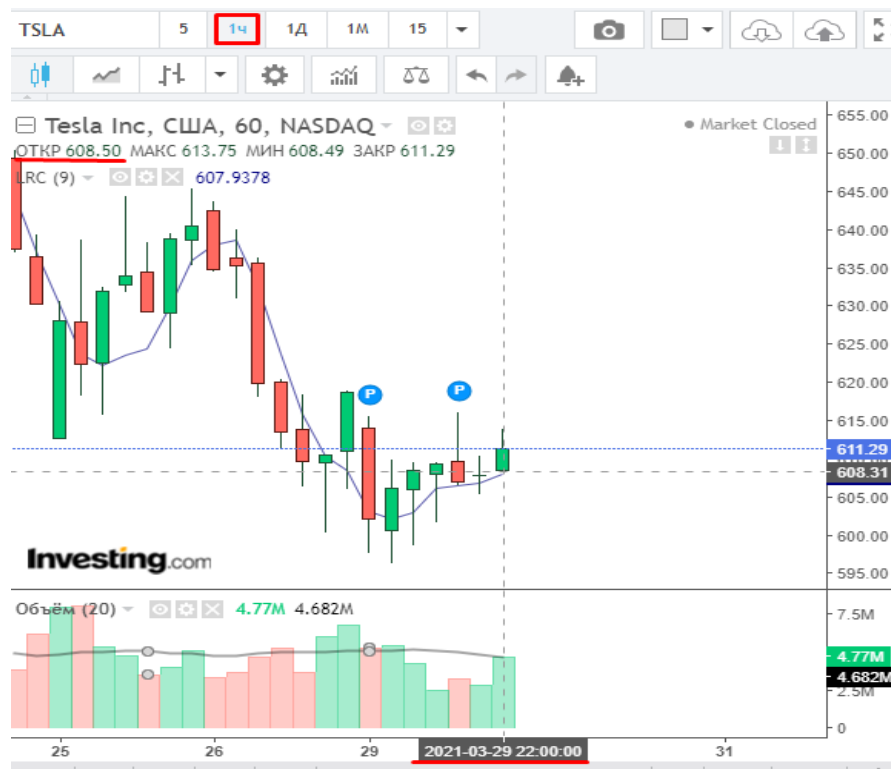 TSLA 5 1ч 1Д 1М 15
Tesla Inc, США, 60, NASDAQ
Market Closed
ОТКР 608.50 МАКС 613.75 МИН 608.49 ЗАКР 611.29
LRC (9) 607.9378
655.00
650.00
645.00
640.00
635.00
630.00
625.00
620.00
615.00
611.29
608.31
605.00
600.00
595.00
P
P
Investing.com
Объём (20) 4.77M 4.682M
7.5M
4.77M
4.682M
2.5M
0
25 26 29 2021-03-29 22:00:00 31